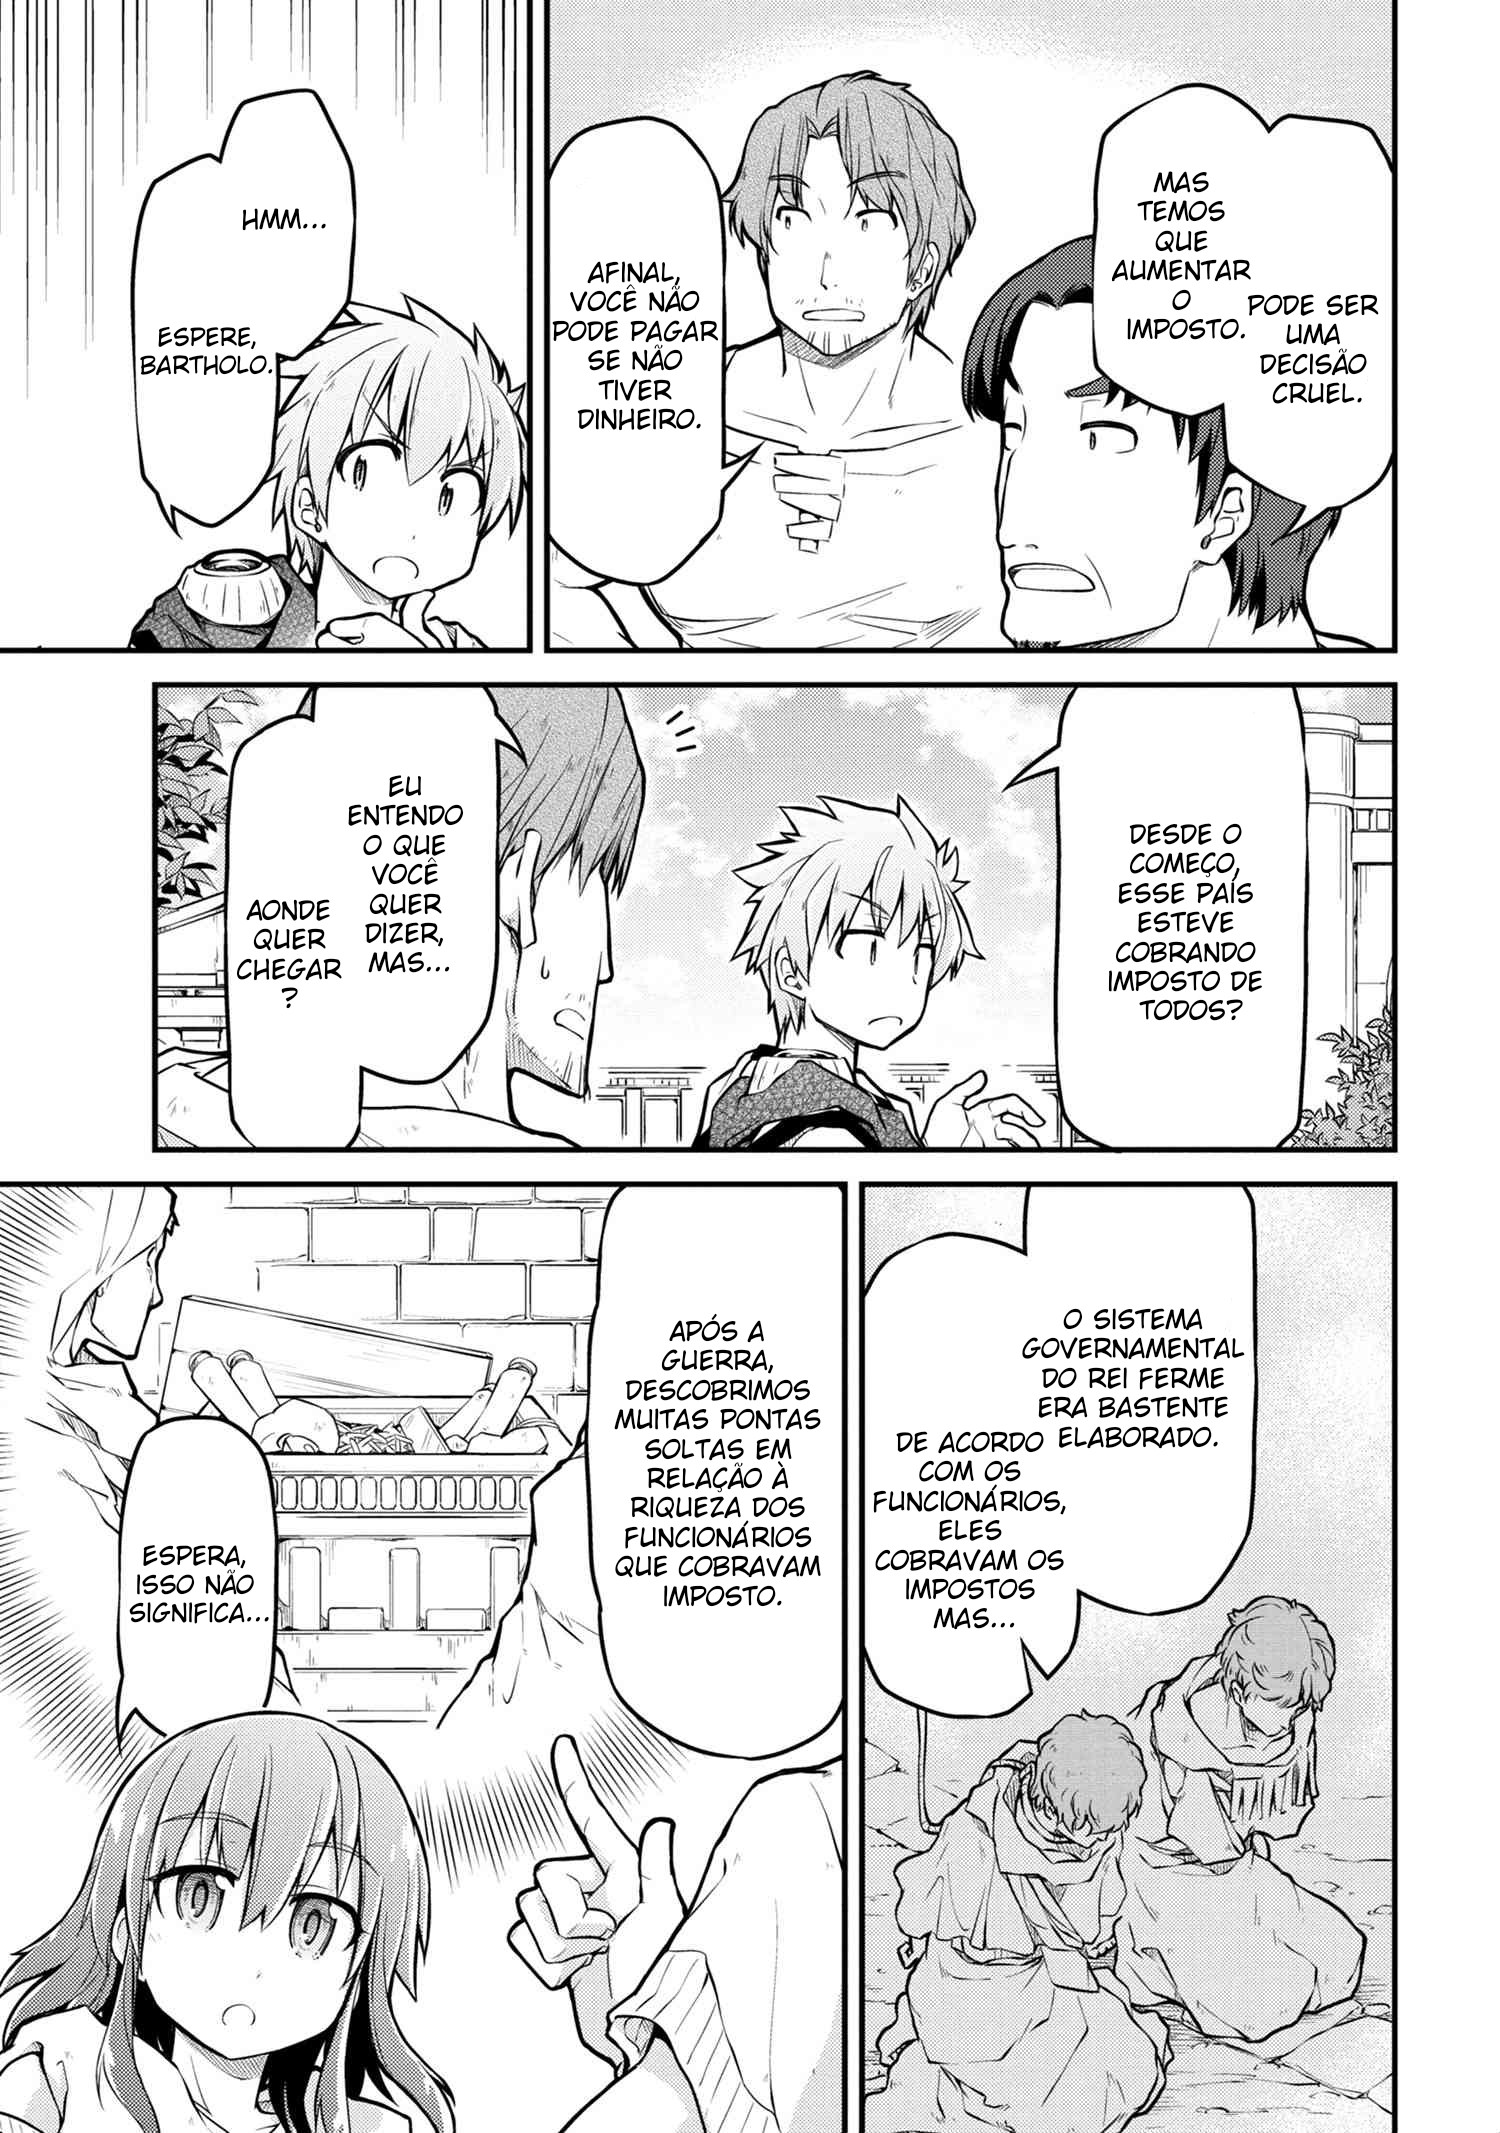 MAS
TEMOS
QUE
AUMENTAR
O
IMPOSTO.
PODE SER
UMA
DECISÃO
CRUEL.
AFINAL,
VOCÊ NÃO
PODE PAGAR
SE NÃO
TIVER
DINHEIRO.
HMM...
ESPERE,
BARTHOLO.
DESDE O
COMEÇO,
ESSE PAÍS
ESTEVE
COBRANDO
IMPOSTO DE
TODOS?
EU
ENTENDO
O QUE
VOCÊ
QUER
DIZER,
MAS...
AONDE
QUER
CHEGAR
?
O SISTEMA
GOVERNAMENTAL
DO REI FERME
ERA BASTENTE
ELABORADO.
DE ACORDO
COM OS
FUNCIONÁRIOS,
ELES
COBRAVAM OS
IMPOSTOS
MAS...
APÓS A
GUERRA,
DESCOBRIMOS
MUITAS PONTAS
SOLTAS EM
RELAÇÃO À
RIQUEZA DOS
FUNCIONÁRIOS
QUE COBRAVAM
IMPOSTO.
ESPERA,
ISSO NÃO
SIGNIFICA...